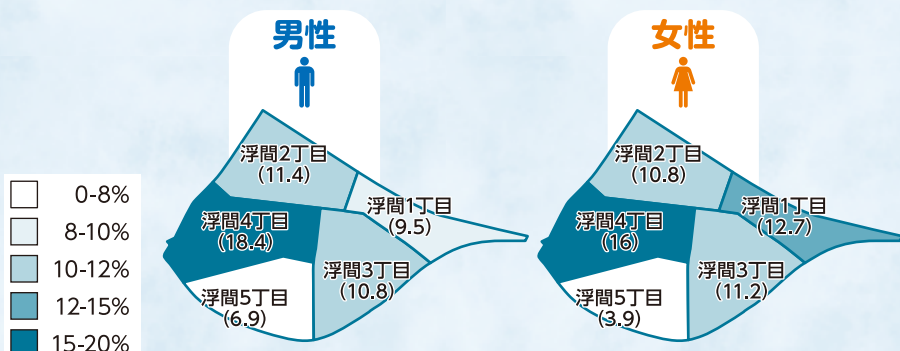 男性
女性
浮間2丁目
(11.4)
浮間1丁目
(9.5)
浮間4丁目
(18.4)
浮間3丁目
(10.8)
浮間5丁目
(6.9)
浮間2丁目
(10.8)
浮間1丁目
(12.7)
浮間4丁目
(16)
浮間3丁目
(11.2)
浮間5丁目
(3.9)
0-8%
8-10%
10-12%
12-15%
15-20%